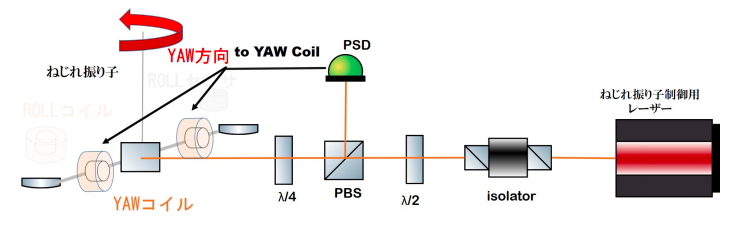 YAW方向 to YAW Coil
PSD
ねじれ振り子
ROLLセンサ
ROLLコイル
ねじれ振り子制御用
レーザー
YAWコイル
λ/4
PBS
λ/2
isolator